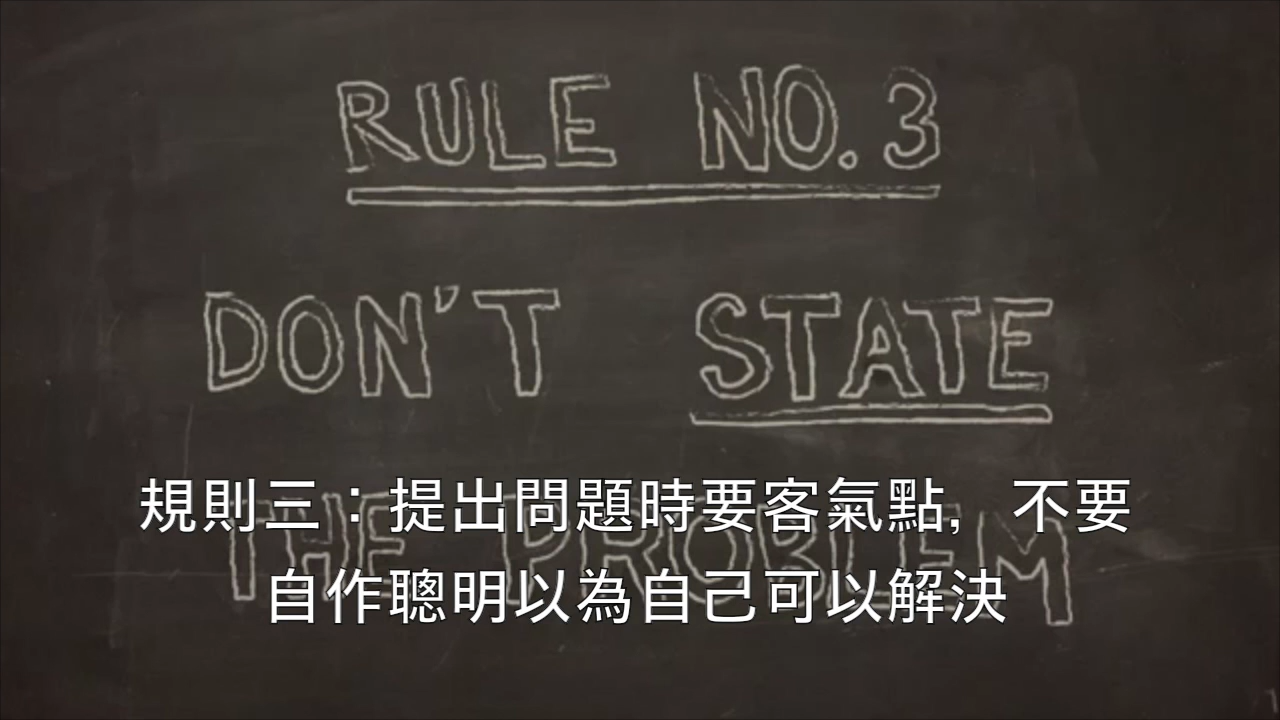 RULE NO. 3
DON'T STATE
THE PROBLEM
規則三：提出問題時要客氣點, 不要
自作聰明以為自己可以解決